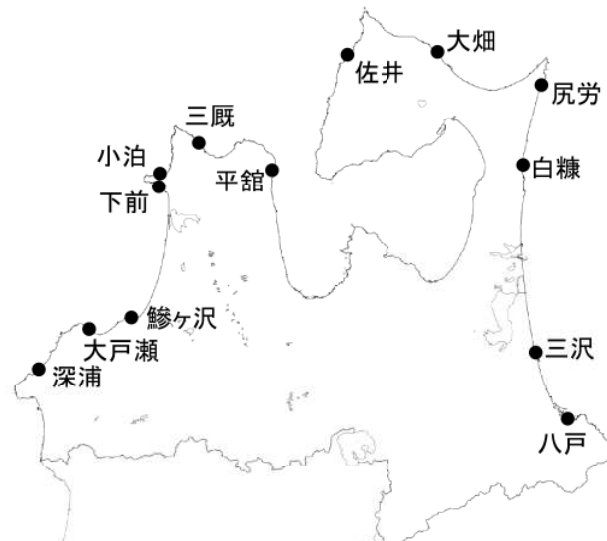 大畑
佐井
尻労
三厩
小泊
平舘
白糠
下前
鰺ヶ沢
大戸瀬
三沢
深浦
八戸